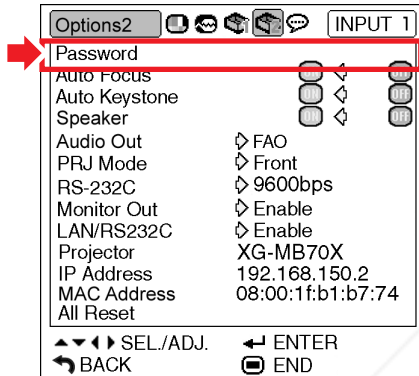 Options2 INPUT 1
Password
Auto Focus ON OFF
Auto Keystone ON OFF
Speaker ON OFF
Audio Out FAO
PRJ Mode Front
RS-232C 9600bps
Monitor Out Enable
LAN/RS232C Enable
Projector XG-MB70X
IP Address 192.168.150.2
MAC Address 08:00:1f:b1:b7:74
All Reset
SEL./ADJ. ENTER
BACK END